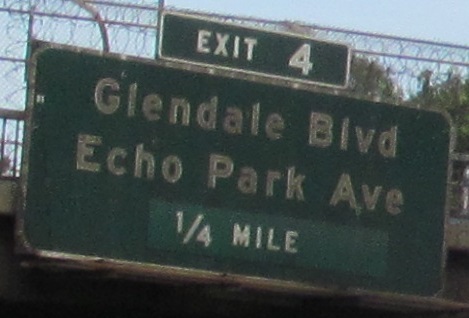 EXIT 4
Glendale Blvd
Echo Park Ave
1/4 MILE